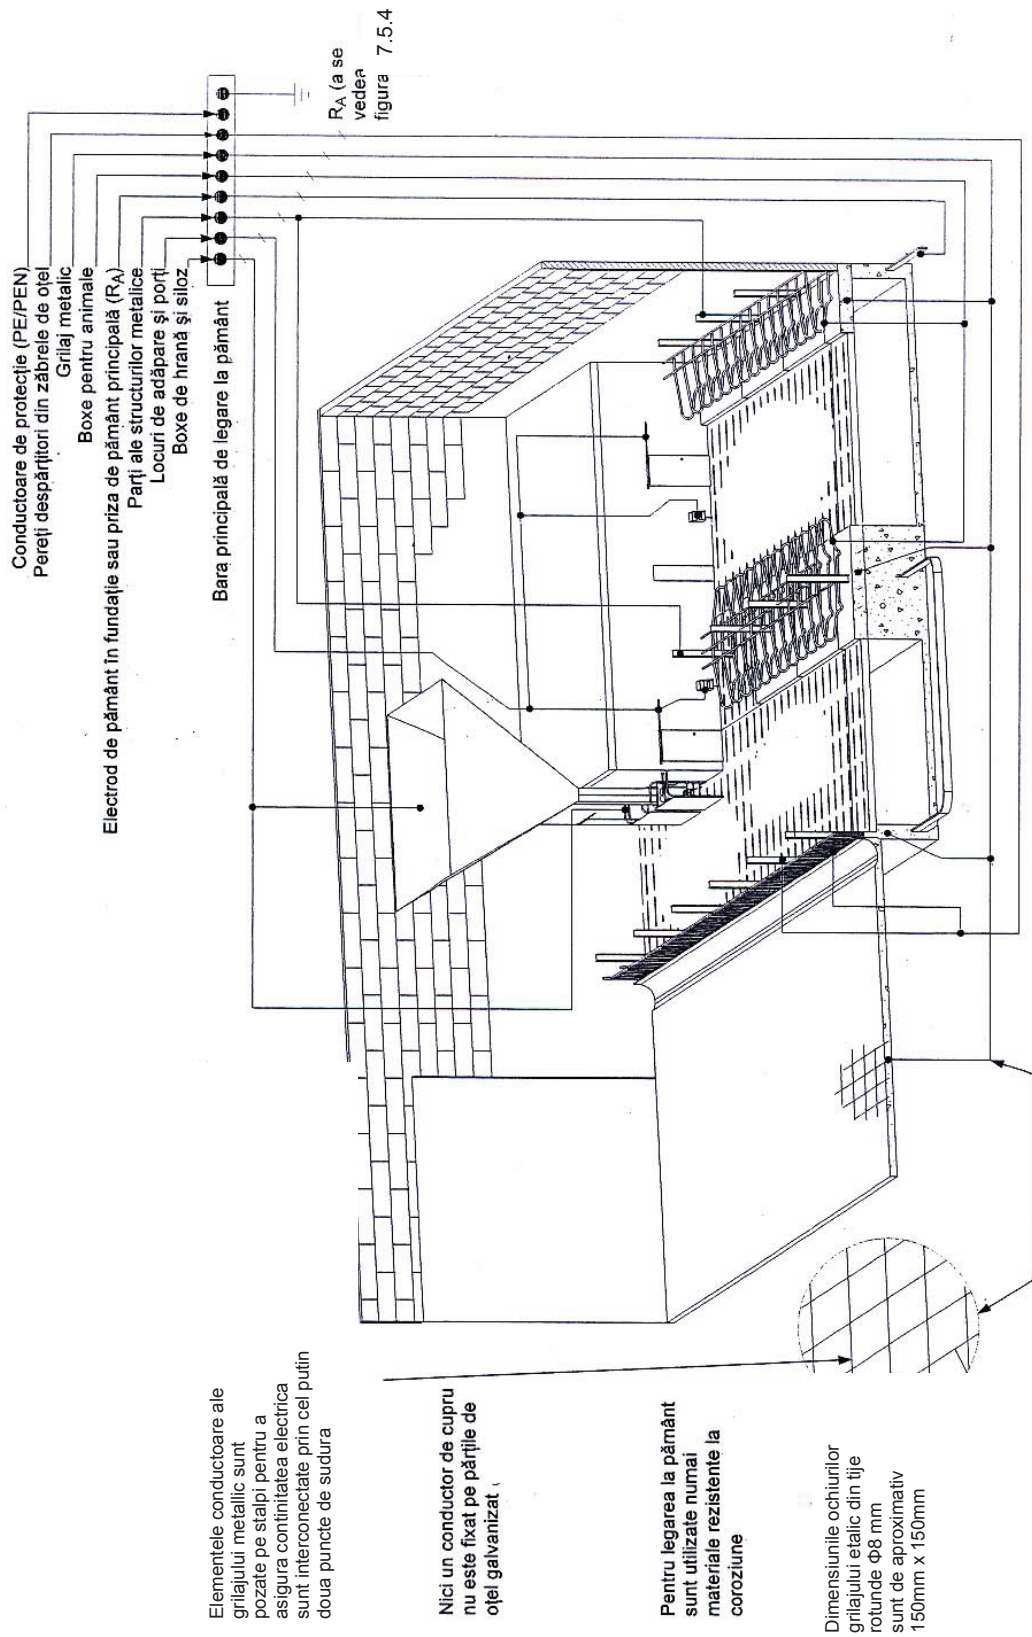 Conductoare de protecție (PE/PEN)
Pereți despărțitori din zăbrele de oțel
Grilaj metalic
Boxe pentru animale
Electrod de pământ în fundație sau priza de pământ principală (RA)
Parți ale structurilor metalice
Locuri de adăpare și porți
Boxe de hrană și siloz
Bara principală de legare la pământ
RA (a se
vedea
figura 7.5.4
Elementele conductoare ale
grilajului metallic sunt
pozate pe stalpi pentru a
asigura continitatea electrica
sunt interconectate prin cel putin
doua puncte de sudura
Nici un conductor de cupru
nu este fixat pe părțile de
oțel galvanizat
Pentru legarea la pământ
sunt utilizate numai
materiale rezistente la
coroziune
Dimensiunile ochiurilor
grilajului etalic din tije
rotunde Φ8 mm
sunt de aproximativ
150mm x 150mm